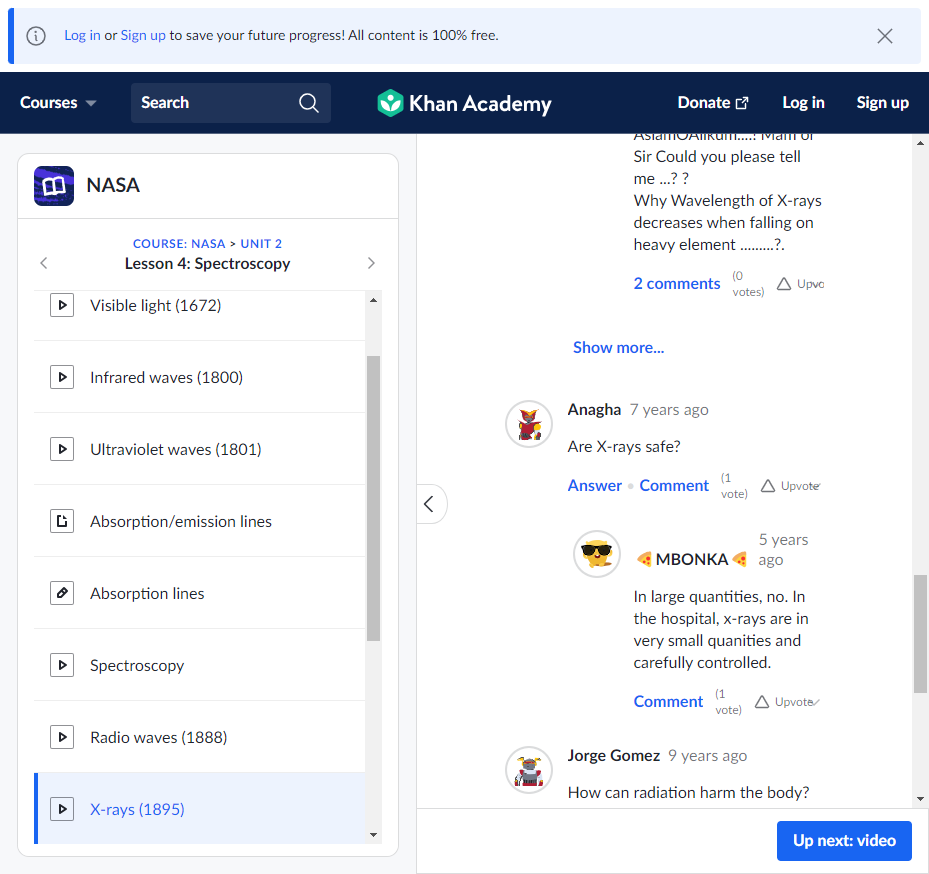 Log in or Sign up to save your future progress! All content is 100% free.
Courses
Search
Khan Academy
Donate
Log in
Sign up
NASA
COURSE: NASA > UNIT 2
Lesson 4: Spectroscopy
Visible light (1672)
Infrared waves (1800)
Ultraviolet waves (1801)
Absorption/emission lines
Absorption lines
Spectroscopy
Radio waves (1888)
X-rays (1895)
AslamOAlikum....! Mam or
Sir Could you please tell
me ...? ?
Why Wavelength of X-rays
decreases when falling on
heavy element .........?.
2 comments
(0
votes)
Upvo
Show more...
Anagha 7 years ago
Are X-rays safe?
Answer • Comment
(1
vote)
Upvote
🍕MBONKA🍕
5 years
ago
In large quantities, no. In
the hospital, x-rays are in
very small quanities and
carefully controlled.
Comment
(1
vote)
Upvote
Jorge Gomez 9 years ago
How can radiation harm the body?
Up next: video